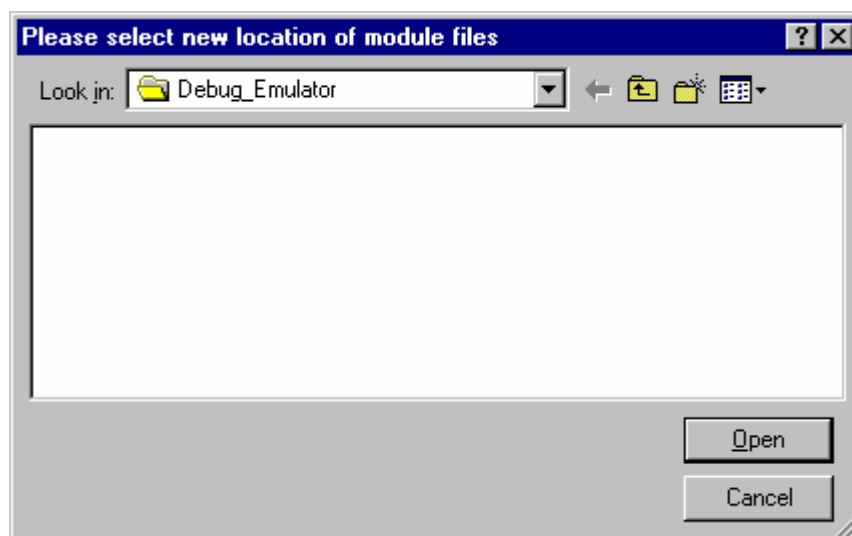 Please select new location of module files
Look in: Debug_Emulator
Open
Cancel